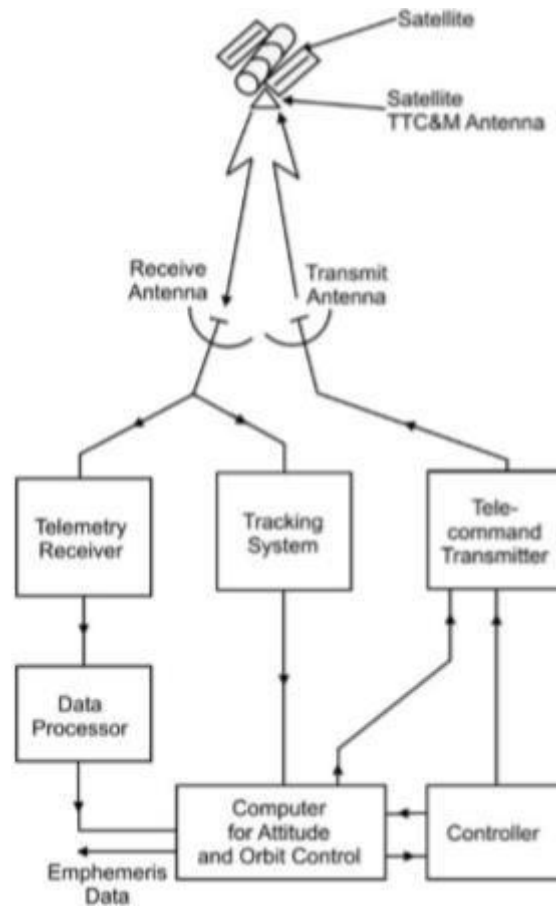 Satellite
Satellite
TTC&M Antenna
Receive
Antenna
Transmit
Antenna
Telemetry
Receiver
Tracking
System
Tele-
command
Transmitter
Data
Processor
Computer
for Attitude
and Orbit Control
Controller
Emphemeris
Data